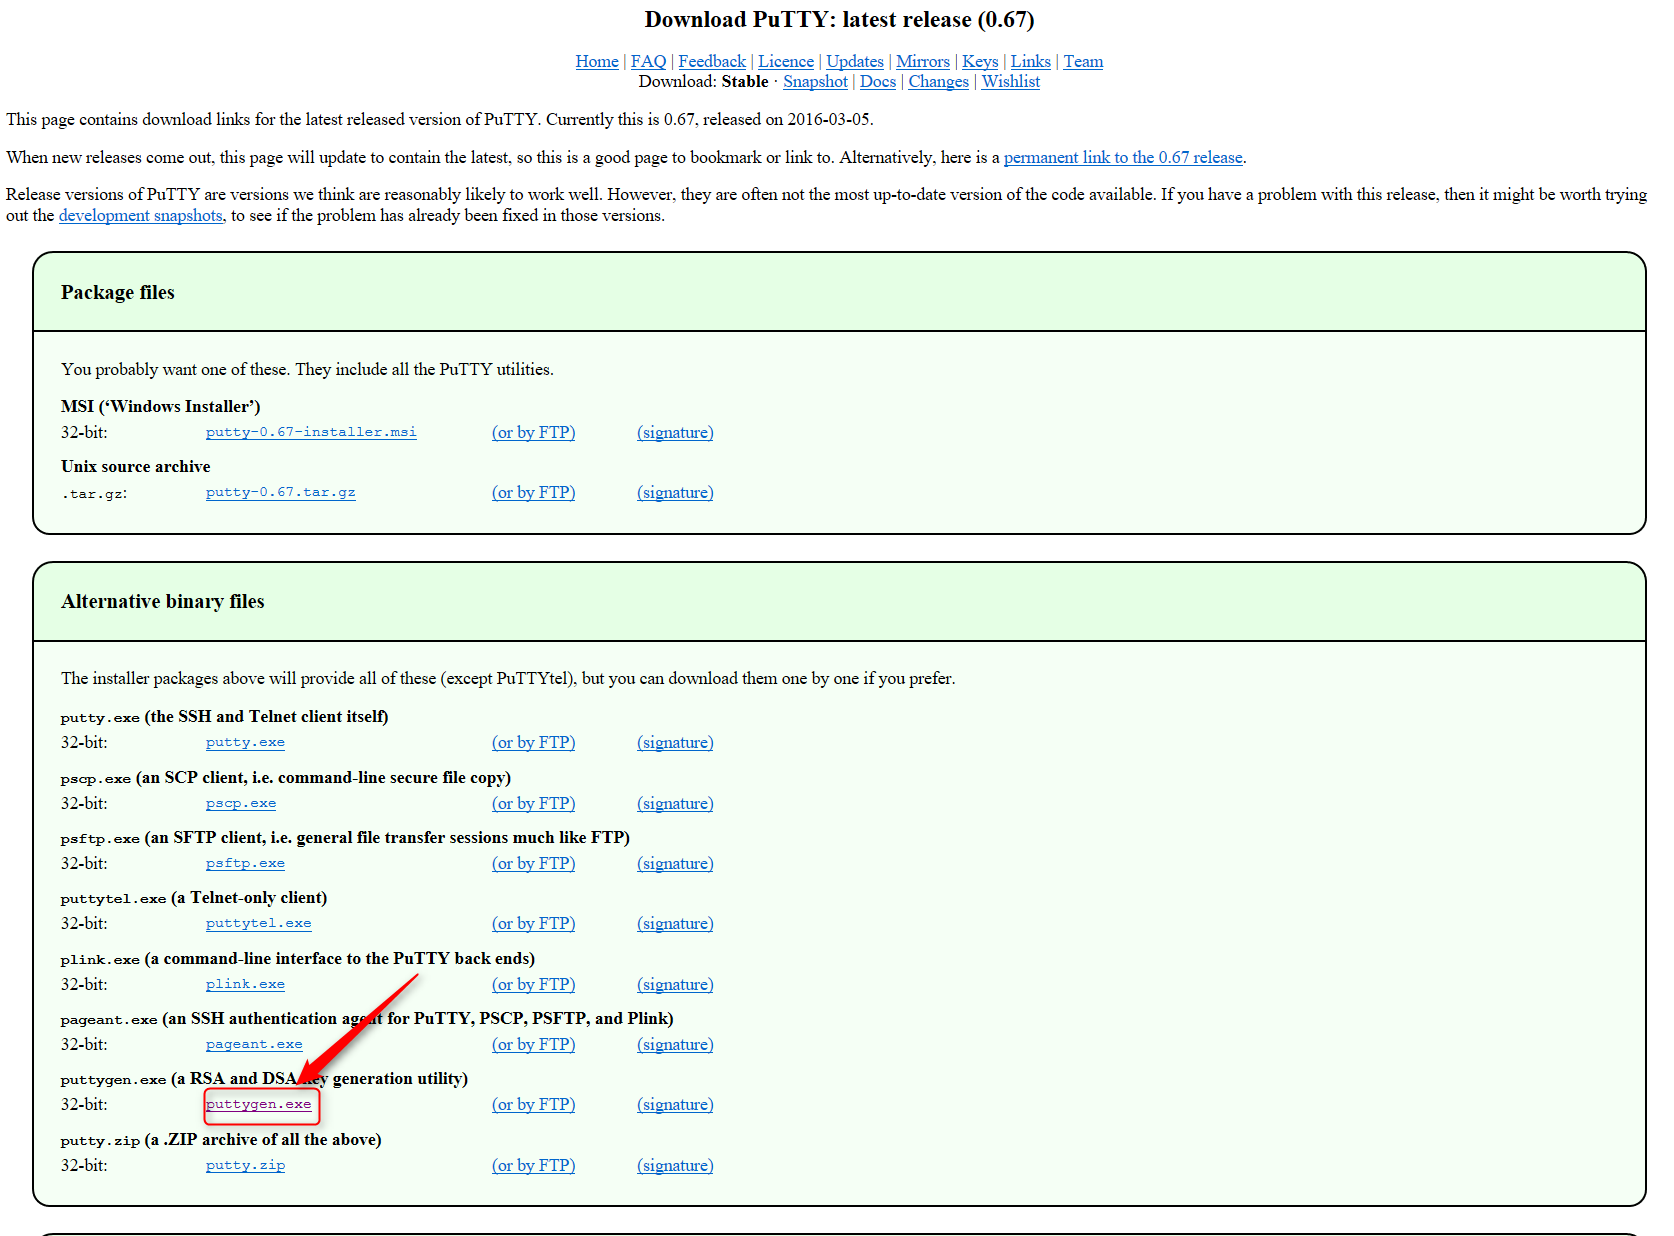 Download PuTTY: latest release (0.67)
Home | FAQ | Feedback | Licence | Updates | Mirrors | Keys | Links | Team
Download: Stable · Snapshot | Docs | Changes | Wishlist
This page contains download links for the latest released version of PuTTY. Currently this is 0.67, released on 2016-03-05.
When new releases come out, this page will update to contain the latest, so this is a good page to bookmark or link to. Alternatively, here is a permanent link to the 0.67 release.
Release versions of PuTTY are versions we think are reasonably likely to work well. However, they are often not the most up-to-date version of the code available. If you have a problem with this release, then it might be worth trying
out the development snapshots, to see if the problem has already been fixed in those versions.
Package files
You probably want one of these. They include all the PuTTY utilities.
MSI (‘Windows Installer’)
32-bit: putty-0.67-installer.msi (or by FTP) (signature)
Unix source archive
.tar.gz: putty-0.67.tar.gz (or by FTP) (signature)
Alternative binary files
The installer packages above will provide all of these (except PuTTYtel), but you can download them one by one if you prefer.
putty.exe (the SSH and Telnet client itself)
32-bit: putty.exe (or by FTP) (signature)
pscp.exe (an SCP client, i.e. command-line secure file copy)
32-bit: pscp.exe (or by FTP) (signature)
psftp.exe (an SFTP client, i.e. general file transfer sessions much like FTP)
32-bit: psftp.exe (or by FTP) (signature)
puttytel.exe (a Telnet-only client)
32-bit: puttytel.exe (or by FTP) (signature)
plink.exe (a command-line interface to the PuTTY back ends)
32-bit: plink.exe (or by FTP) (signature)
pageant.exe (an SSH authentication agent for PuTTY, PSCP, PSFTP, and Plink)
32-bit: pageant.exe (or by FTP) (signature)
puttygen.exe (a RSA and DSA key generation utility)
32-bit: puttygen.exe (or by FTP) (signature)
putty.zip (a .ZIP archive of all the above)
32-bit: putty.zip (or by FTP) (signature)